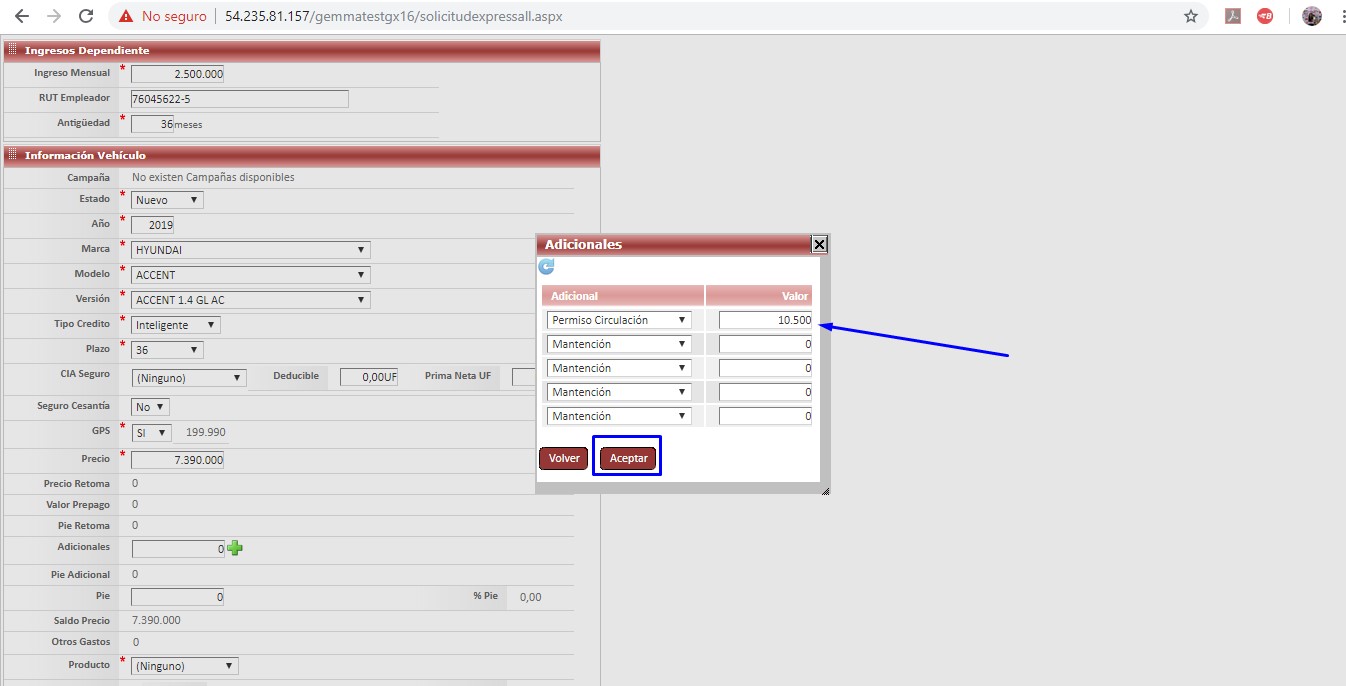 No seguro 54.235.81.157/gemmatestgx16/solicitudexpressall.aspx
Ingresos Dependiente
Ingreso Mensual * 2.500.000
RUT Empleador 76045622-5
Antigüedad * 36 meses
Información Vehículo
Campaña No existen Campañas disponibles
Estado * Nuevo
Año * 2019
Marca * HYUNDAI
Modelo * ACCENT
Versión * ACCENT 1.4 GL AC
Tipo Credito * Inteligente
Plazo * 36
CIA Seguro (Ninguno) Deducible 0,00UF Prima Neta UF
Seguro Cesantía No
GPS * SI 199.990
Precio * 7.390.000
Precio Retoma 0
Valor Prepago 0
Pie Retoma 0
Adicionales 0
Pie Adicional 0
Pie 0 % Pie 0,00
Saldo Precio 7.390.000
Otros Gastos 0
Producto * (Ninguno)
Adicionales
Adicional Valor
Permiso Circulación 10.500
Mantención 0
Mantención 0
Mantención 0
Mantención 0
Volver Aceptar